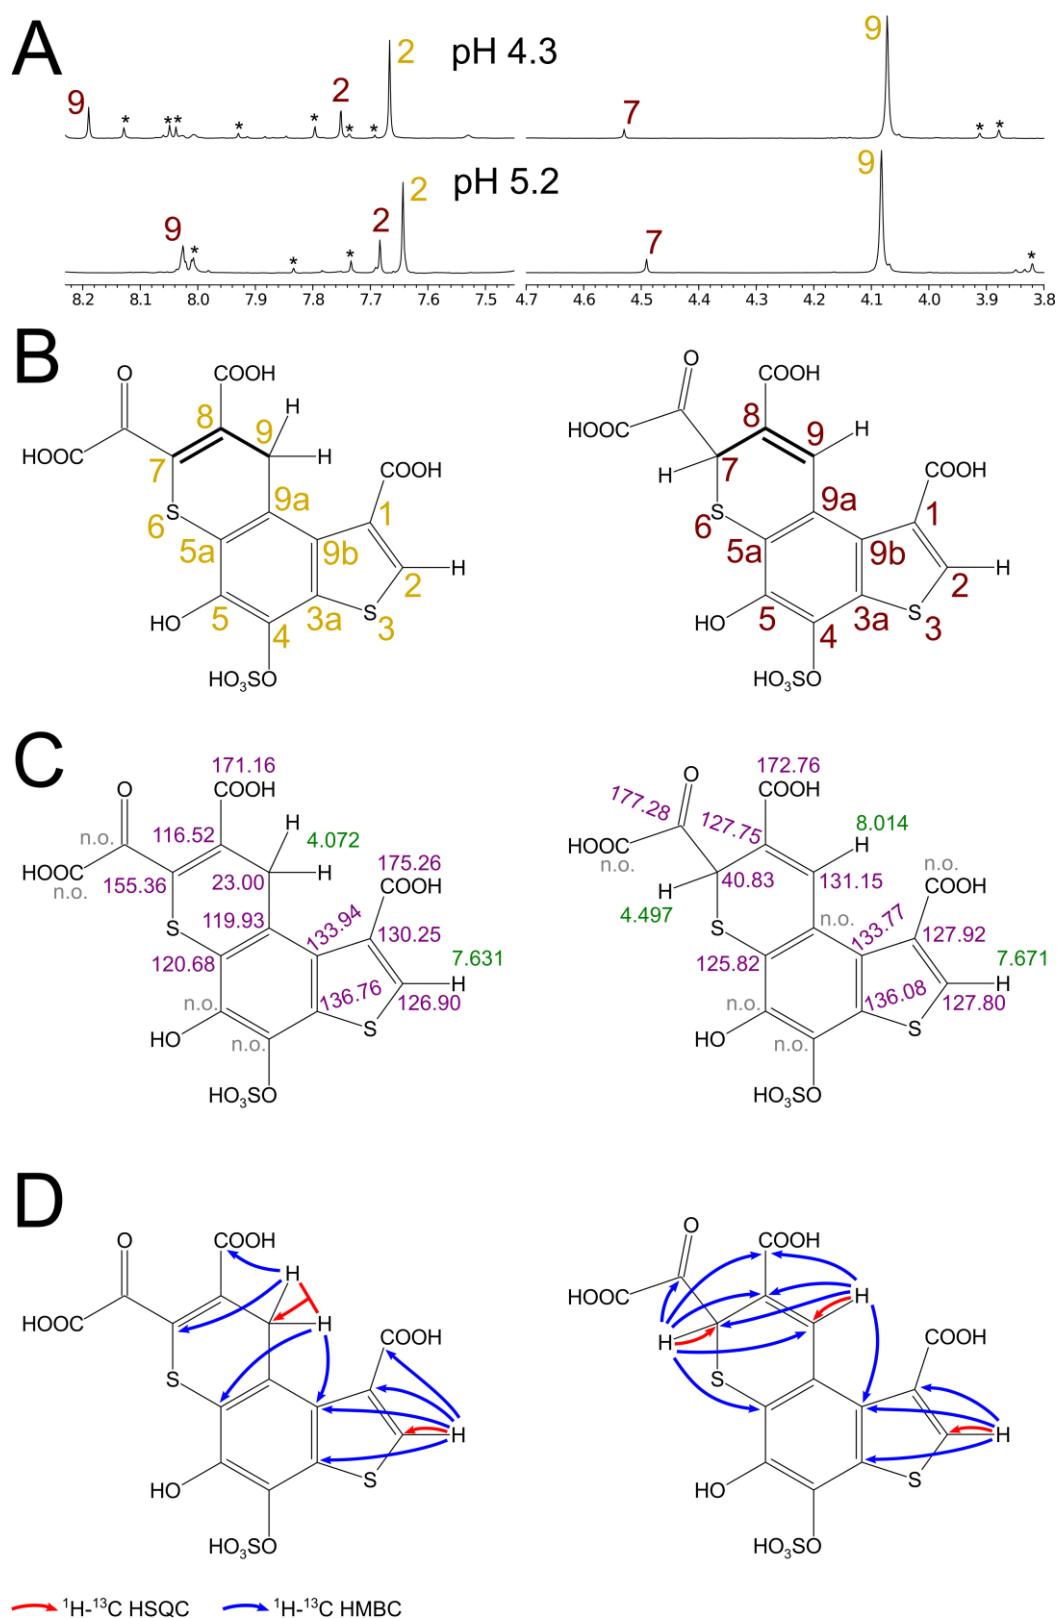 A
pH 4.3
9
*
*
*
*
*
2
*
*
2
7
9
*
*
pH 5.2
9
*
*
*
2
2
7
9
*
8.2 8.1 8.0 7.9 7.8 7.7 7.6 7.5
4.7 4.6 4.5 4.4 4.3 4.2 4.1 4.0 3.9 3.8
B
O
COOH
H
8
9
HOOC
7
H
COOH
S
6
9a
1
5a
9b
2
H
HO
5
4
3a
S
3
HO3SO
O
COOH
8
9
H
HOOC
H
7
COOH
S
6
9a
1
5a
9b
2
H
HO
5
4
3a
S
3
HO3SO
C
171.16
O
COOH
H
4.072
n.o.
116.52
HOOC
n.o.
155.36
23.00
H
175.26
COOH
S
119.93
133.94
130.25
7.631
120.68
H
n.o.
136.76
126.90
HO
n.o.
S
HO3SO
172.76
O
COOH
177.28
127.75
H
8.014
HOOC
n.o.
H
40.83
131.15
n.o.
COOH
4.497
S
n.o.
133.77
127.92
7.671
125.82
H
n.o.
136.08
127.80
HO
n.o.
S
HO3SO
D
O
COOH
H
HOOC
H
COOH
S
H
HO
S
HO3SO
O
COOH
H
HOOC
H
COOH
S
H
HO
S
HO3SO
1H-13C HSQC
1H-13C HMBC